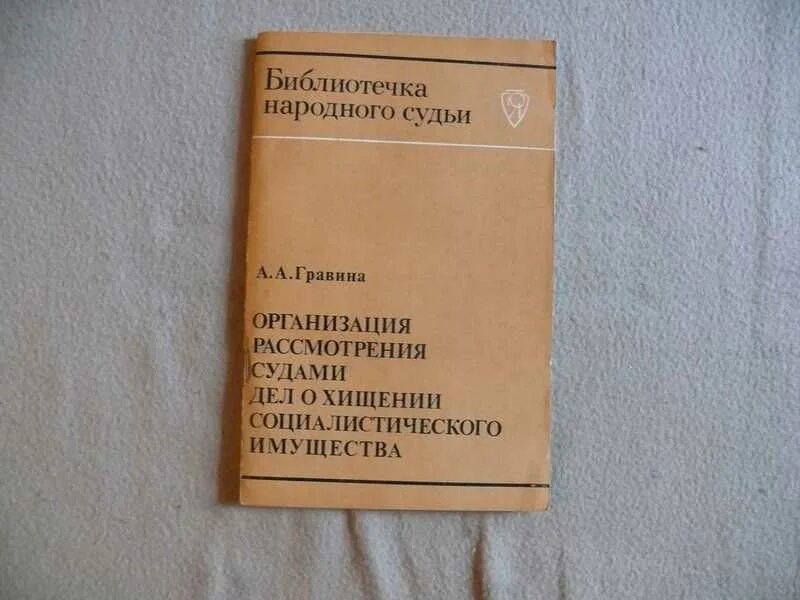 Библиотечка
народного судьи
А.А.Гравина
ОРГАНИЗАЦИЯ
РАССМОТРЕНИЯ
СУДАМИ
ДЕЛ О ХИЩЕНИИ
СОЦИАЛИСТИЧЕСКОГО
ИМУЩЕСТВА